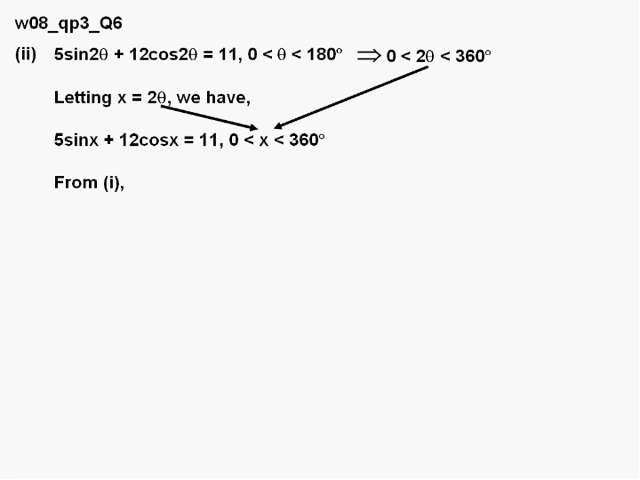 w08_qp3_Q6
(ii) 5sin2θ + 12cos2θ = 11, 0 < θ < 180° ⟹ 0 < 2θ < 360°
Letting x = 2θ, we have,
5sinx + 12cosx = 11, 0 < x < 360°
From (i),